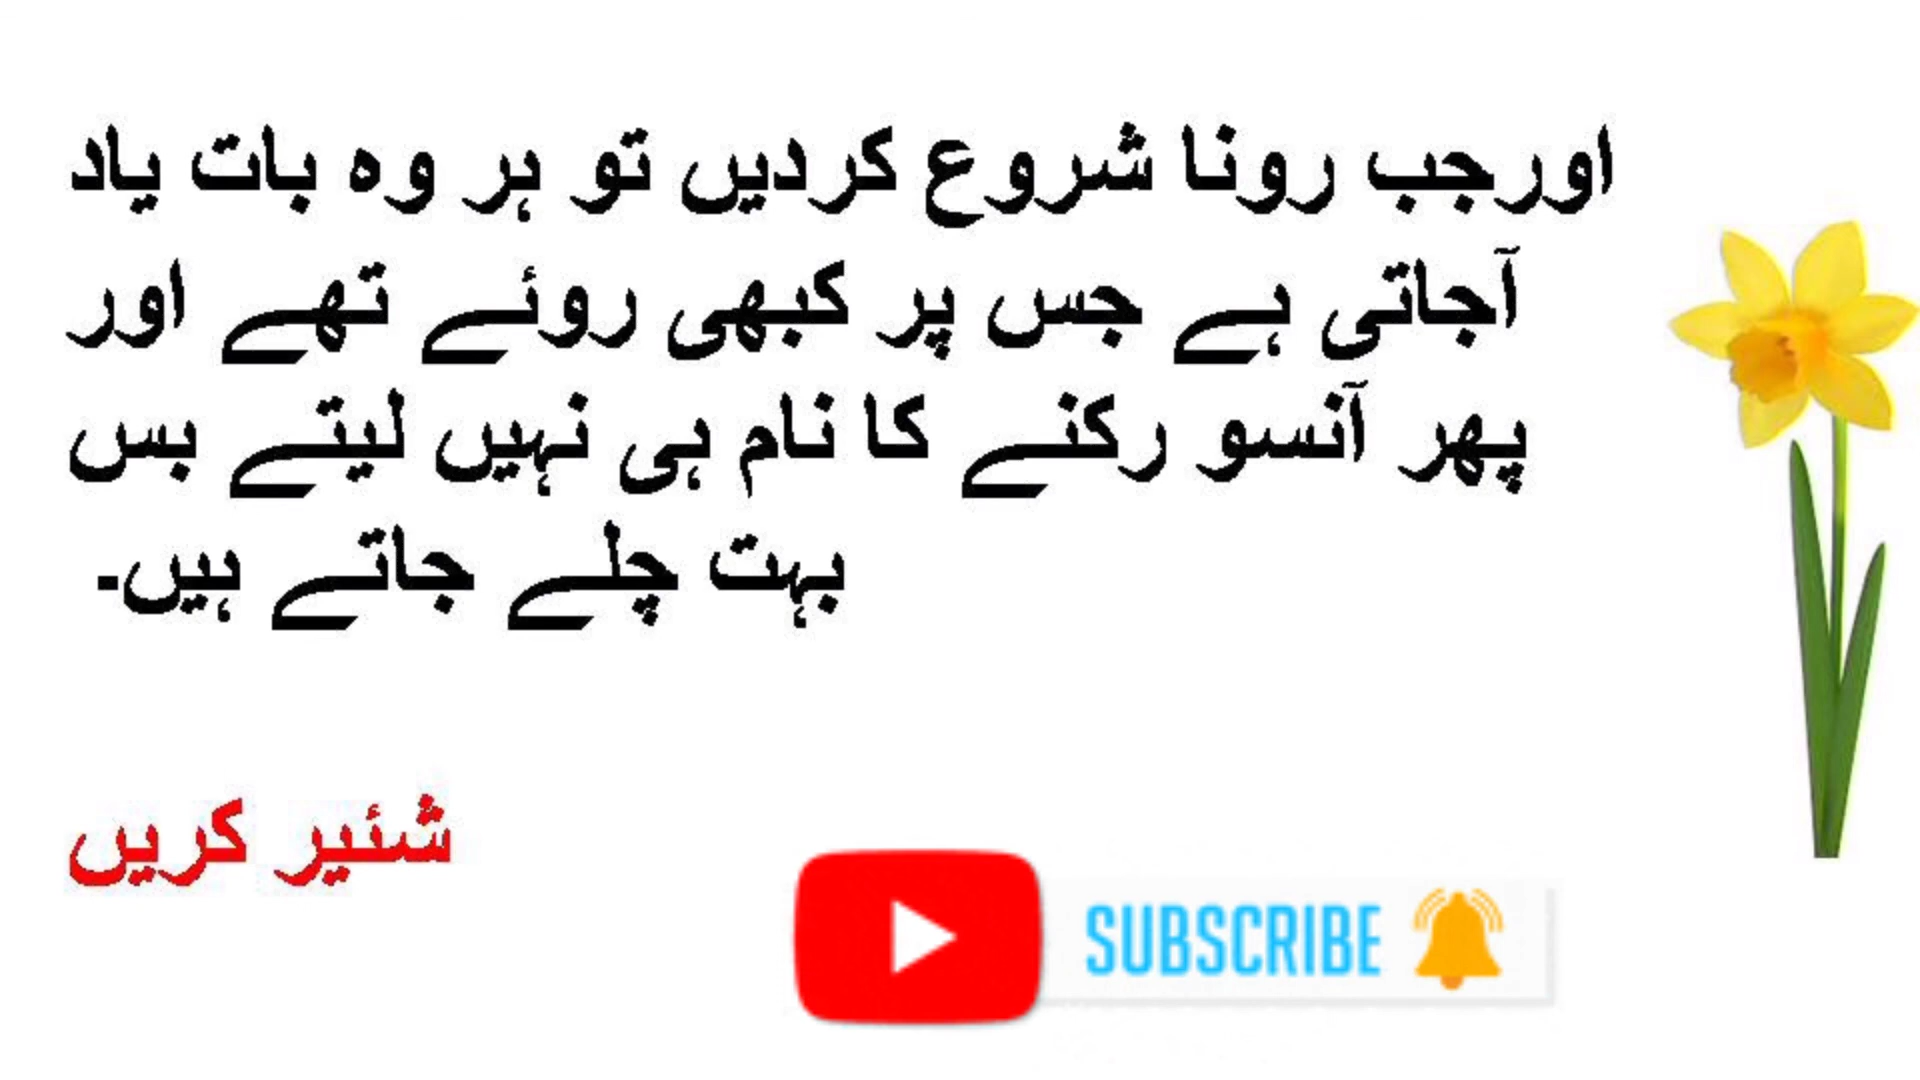 اورجب رونا شروع کردیں تو ہر وہ بات یاد
آجاتی ہے جس پر کبھی روئے تھے اور
پھر آنسو رکنے کا نام ہی نہیں لیتے بس
بہت چلے جاتے ہیں۔
شئیر کریں
SUBSCRIBE